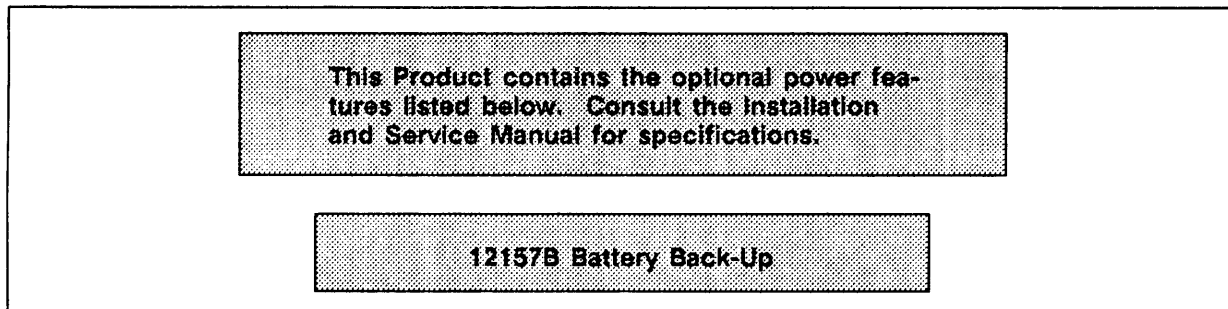 This Product contains the optional power fea-
tures listed below. Consult the Installation
and Service Manual for specifications.
12157B Battery Back-Up